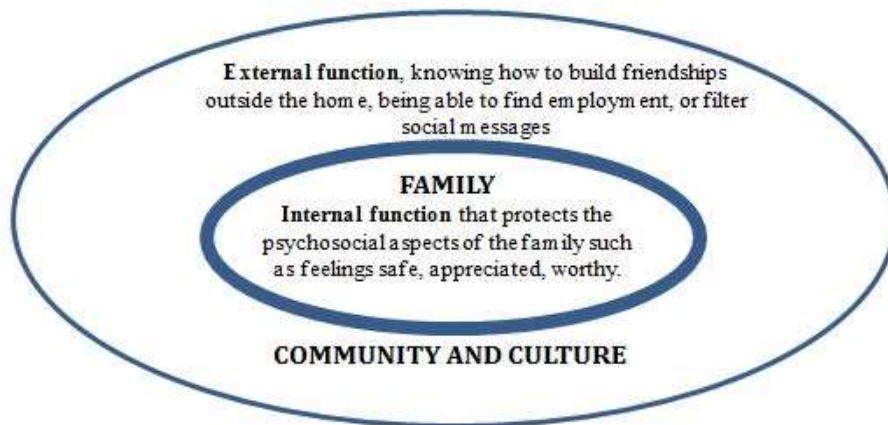 External function, knowing how to build friendships
outside the home, being able to find employment, or filter
social messages
FAMILY
Internal function that protects the
psychosocial aspects of the family such
as feelings safe, appreciated, worthy.
COMMUNITY AND CULTURE